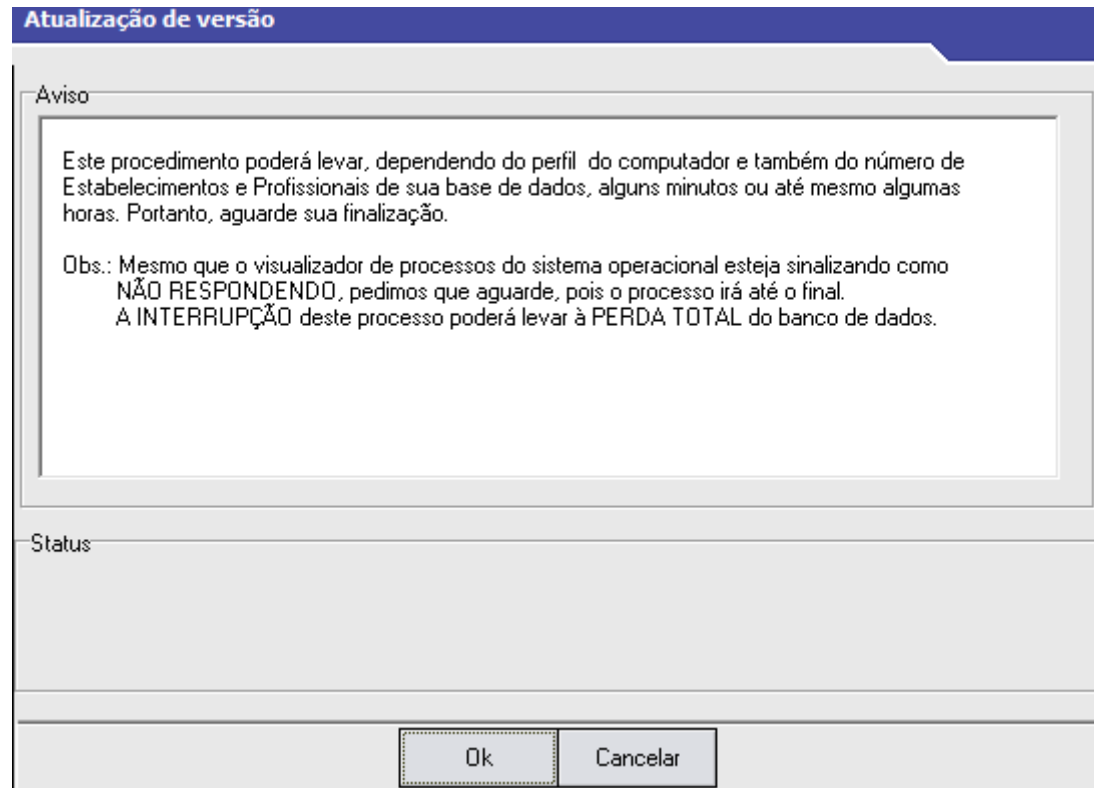 Atualização de versão
Aviso
Este procedimento poderá levar, dependendo do perfil do computador e também do número de
Estabelecimentos e Profissionais de sua base de dados, alguns minutos ou até mesmo algumas
horas. Portanto, aguarde sua finalização.
Obs.: Mesmo que o visualizador de processos do sistema operacional esteja sinalizando como
NÃO RESPONDENDO, pedimos que aguarde, pois o processo irá até o final.
A INTERRUPÇÃO deste processo poderá levar à PERDA TOTAL do banco de dados.
Status
Ok
Cancelar